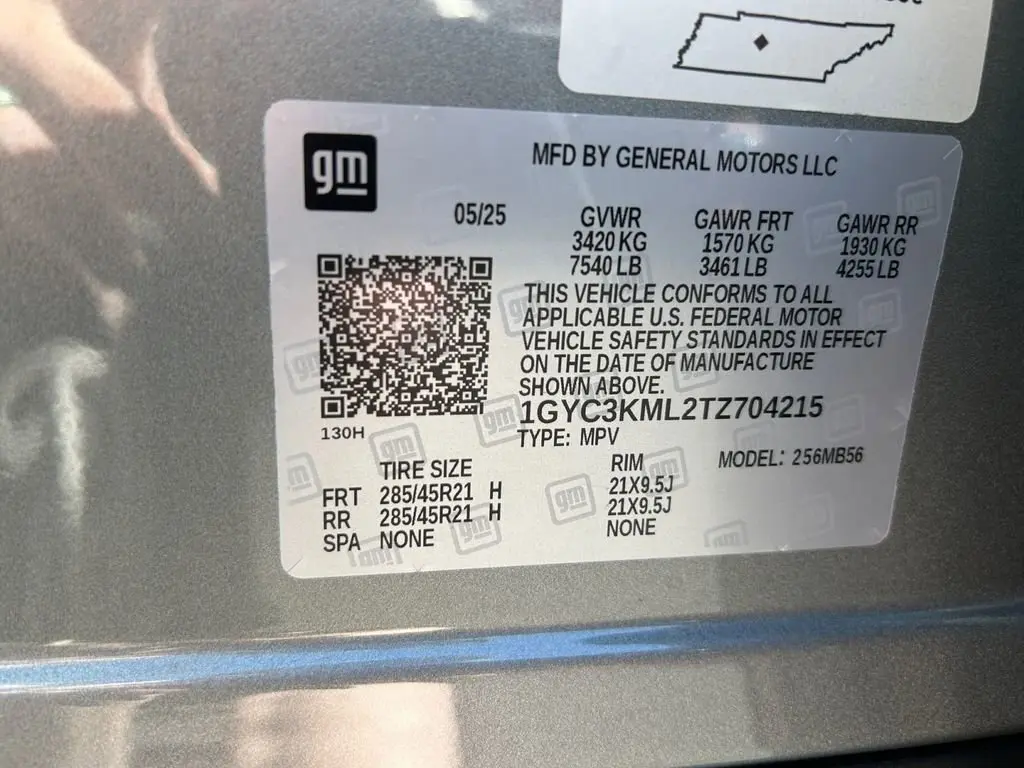 gm
MFD BY GENERAL MOTORS LLC
05/25 GVWR GAWR FRT GAWR RR
3420 KG 1570 KG 1930 KG
7540 LB 3461 LB 4255 LB
THIS VEHICLE CONFORMS TO ALL
APPLICABLE U.S. FEDERAL MOTOR
VEHICLE SAFETY STANDARDS IN EFFECT
ON THE DATE OF MANUFACTURE
SHOWN ABOVE.
1GYC3KML2TZ704215
130H
TYPE: MPV MODEL: 256MB56
TIRE SIZE RIM
FRT 285/45R21 H 21X9.5J
RR 285/45R21 H 21X9.5J
SPA NONE NONE